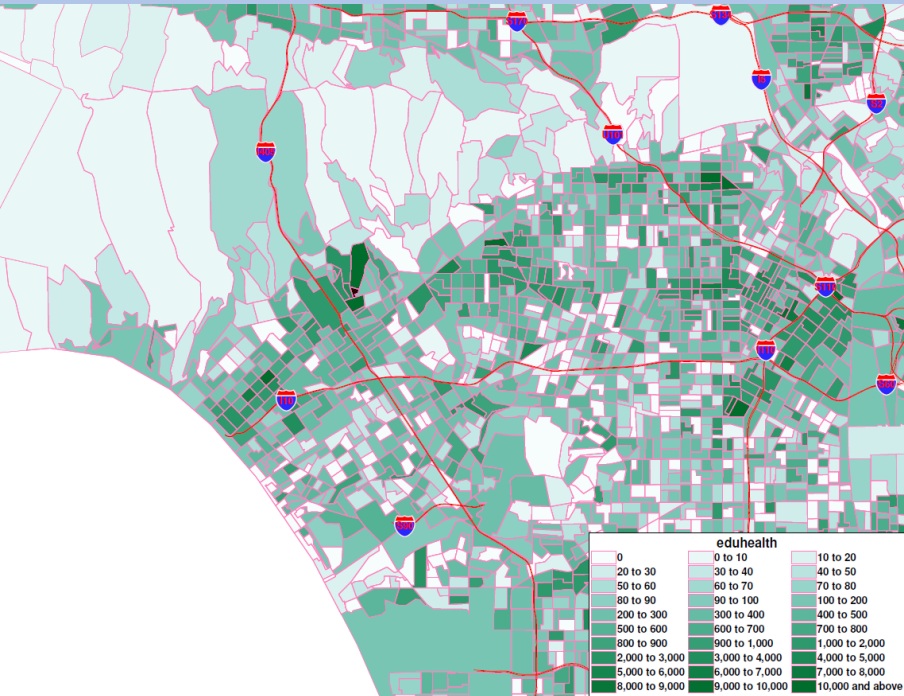 eduhealth
0 0 to 10 10 to 20
20 to 30 30 to 40 40 to 50
50 to 60 60 to 70 70 to 80
80 to 90 90 to 100 100 to 200
200 to 300 300 to 400 400 to 500
500 to 600 600 to 700 700 to 800
800 to 900 900 to 1,000 1,000 to 2,000
2,000 to 3,000 3,000 to 4,000 4,000 to 5,000
5,000 to 6,000 6,000 to 7,000 7,000 to 8,000
8,000 to 9,000 9,000 to 10,000 10,000 and above